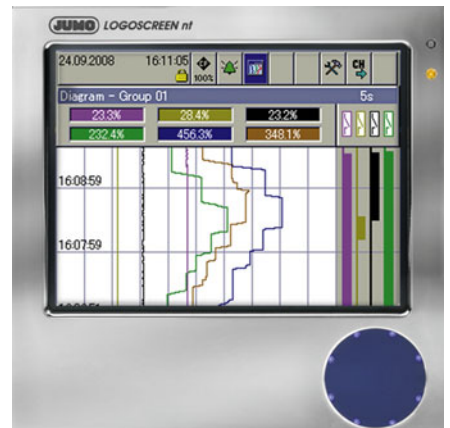 JUMO LOGOSCREEN nt
24.09.2008 16:11:05 100% CH
Diagram - Group 01 5s
23.3% 28.4% 23.2%
232.4% 456.3% 348.1%
16:08:59
16:07:59